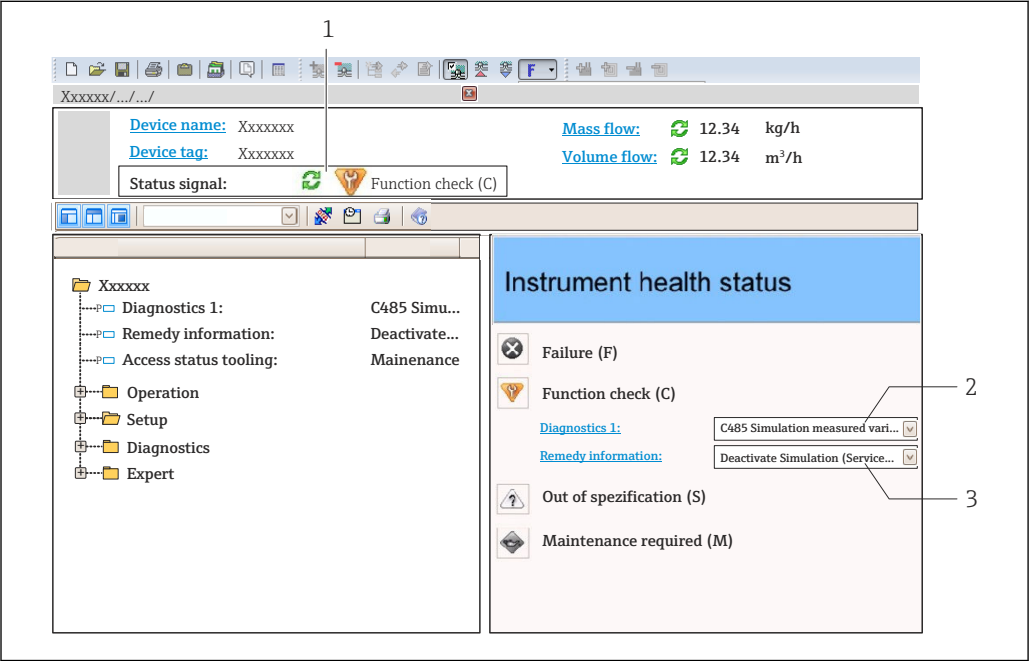 1
F
Xxxxxx/.../.../
Device name: Xxxxxxx
Mass flow: 12.34 kg/h
Device tag: Xxxxxxx
Volume flow: 12.34 m³/h
Status signal: Function check (C)
Instrument health status
Xxxxxx
Diagnostics 1: C485 Simu...
Remedy information: Deactivate...
Access status tooling: Mainenance
Operation
Setup
Diagnostics
Expert
Failure (F)
Function check (C)
2
Diagnostics 1: C485 Simulation measured vari...
Remedy information: Deactivate Simulation (Service...
Out of spezification (S)
3
Maintenance required (M)